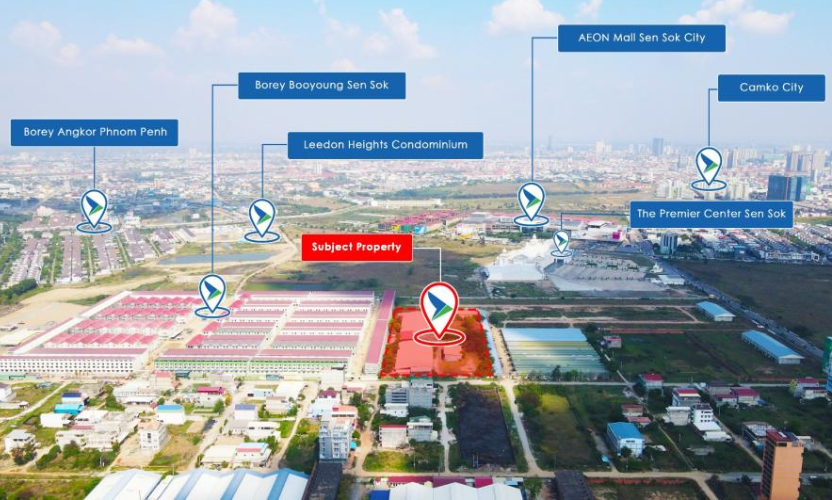 AEON Mall Sen Sok City
Borey Booyoung Sen Sok
Camko City
Borey Angkor Phnom Penh
Leedon Heights Condominium
The Premier Center Sen Sok
Subject Property